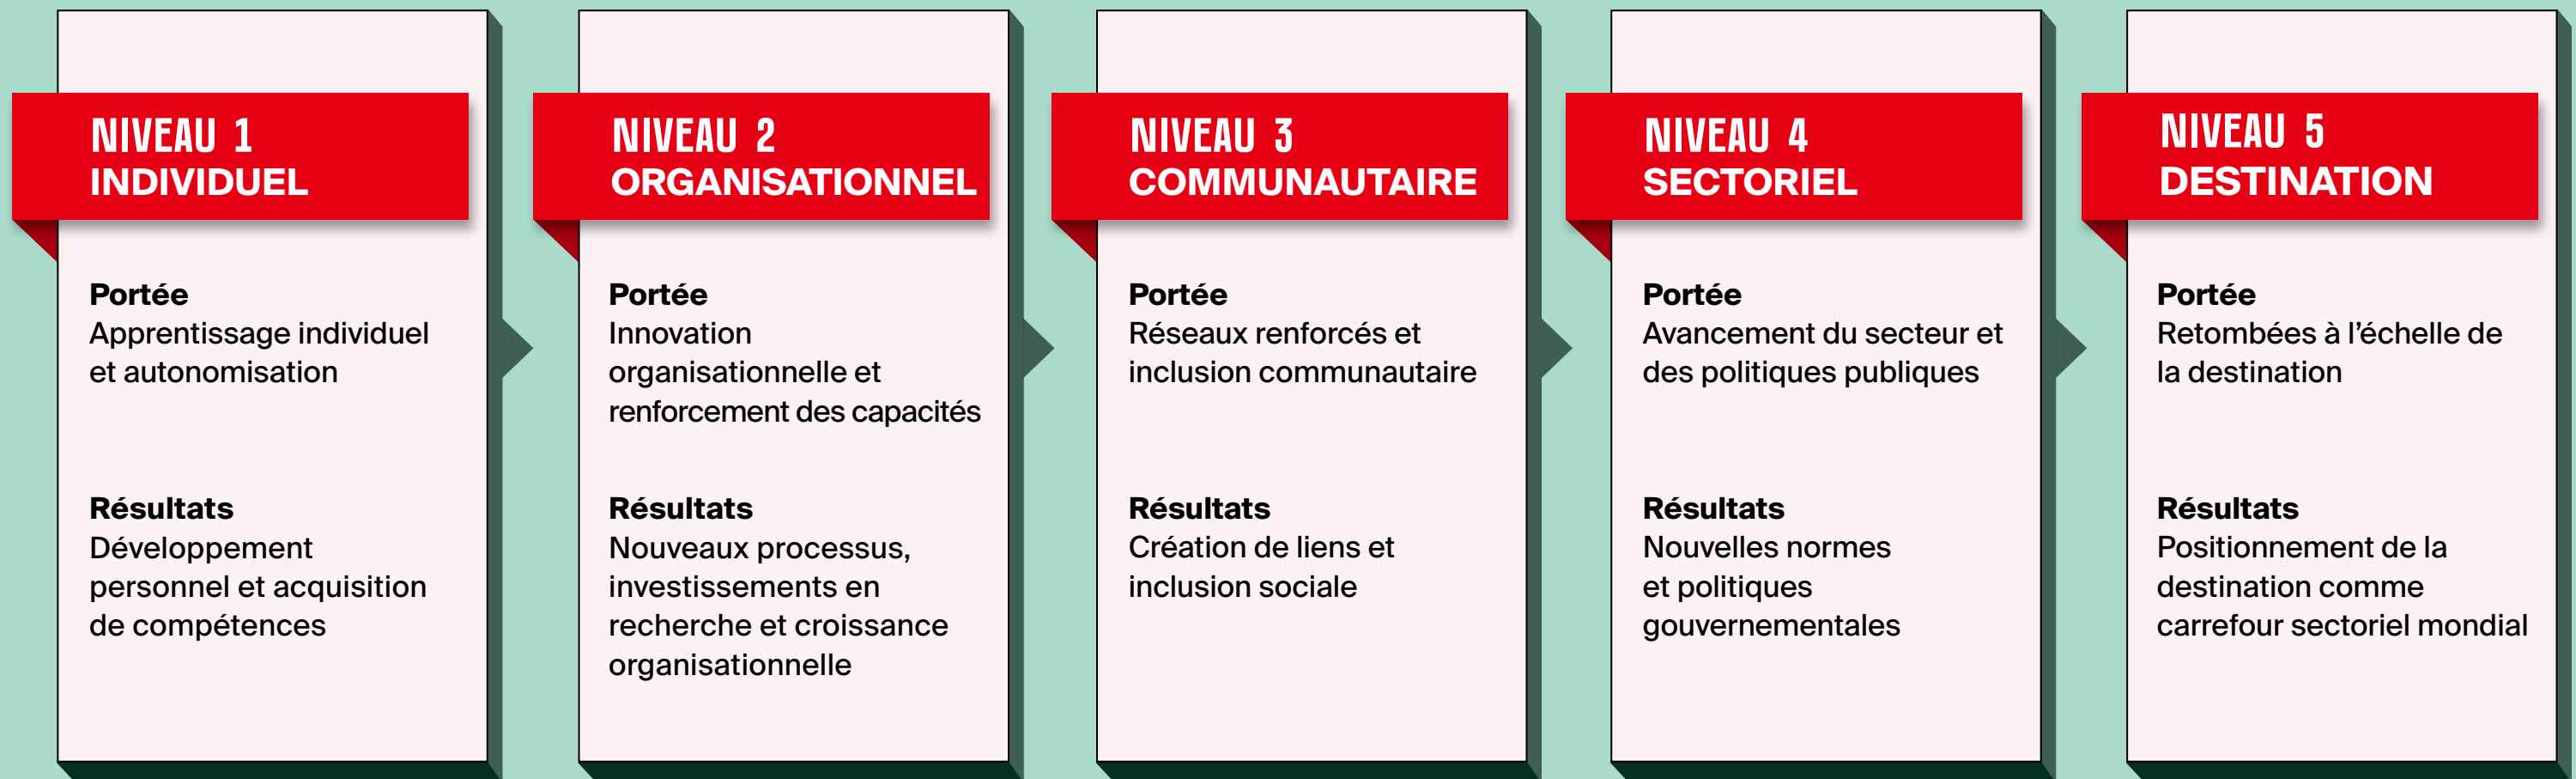 NIVEAU 1
INDIVIDUEL
Portée
Apprentissage individuel
et autonomisation
Résultats
Développement
personnel et acquisition
de compétences
NIVEAU 2
ORGANISATIONNEL
Portée
Innovation
organisationnelle et
renforcement des capacités
Résultats
Nouveaux processus,
investissements en
recherche et croissance
organisationnelle
NIVEAU 3
COMMUNAUTAIRE
Portée
Réseaux renforcés et
inclusion communautaire
Résultats
Création de liens et
inclusion sociale
NIVEAU 4
SECTORIEL
Portée
Avancement du secteur et
des politiques publiques
Résultats
Nouvelles normes
et politiques
gouvernementales
NIVEAU 5
DESTINATION
Portée
Retombées à l’échelle de
la destination
Résultats
Positionnement de la
destination comme
carrefour sectoriel mondial